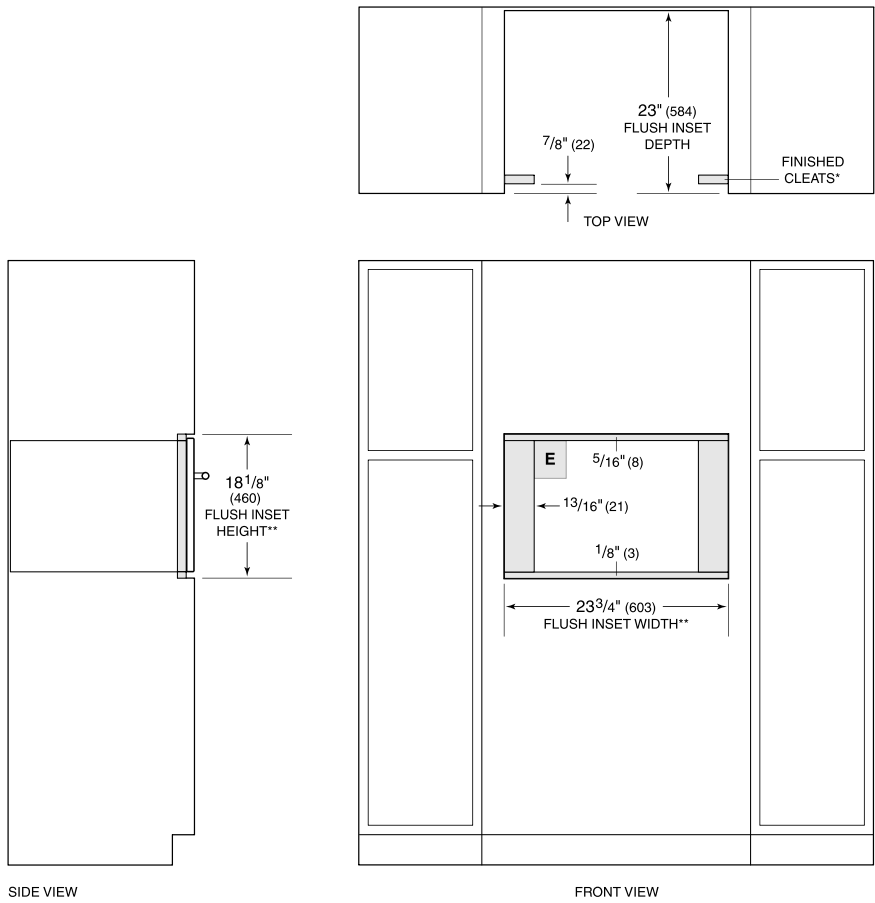 23" (584)
FLUSH INSET
DEPTH
7/8" (22)
FINISHED
CLEATS*
TOP VIEW
18 1/8"
(460)
FLUSH INSET
HEIGHT**
E
5/16" (8)
13/16" (21)
1/8" (3)
23 3/4" (603)
FLUSH INSET WIDTH**
SIDE VIEW
FRONT VIEW